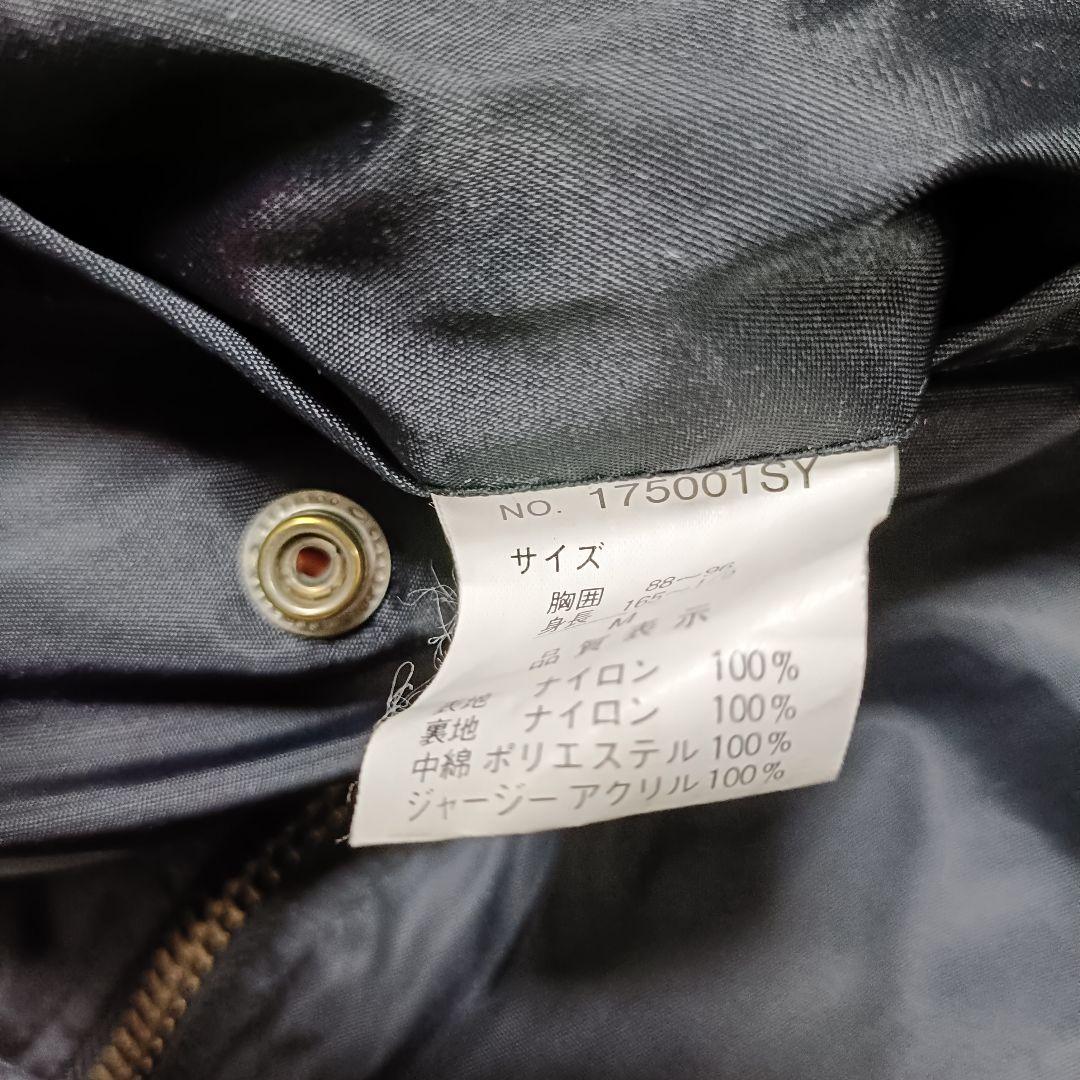 NO. 175001SY
サイズ
胸囲 88〜96
身長 165〜
M
品質表示
表地 ナイロン 100%
裏地 ナイロン 100%
中綿 ポリエステル 100%
ジャージー アクリル 100%